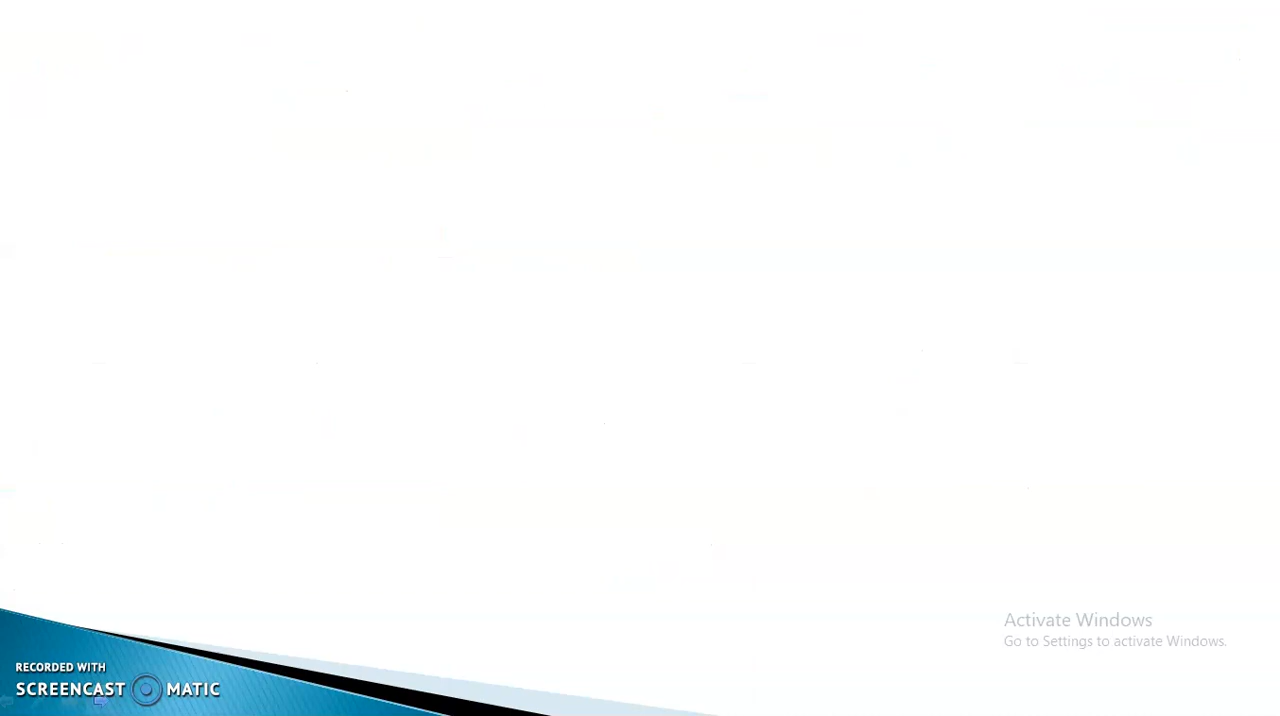 Activate Windows
Go to Settings to activate Windows.
RECORDED WITH
SCREENCAST MATIC